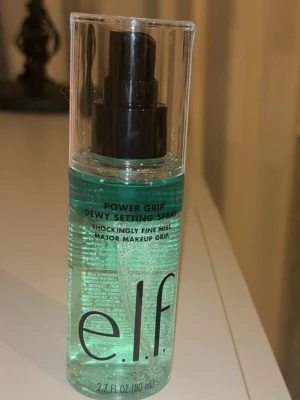 POWER GRIP
DEWY SETTING SPRAY
SHOCKINGLY FINE MIST,
MAJOR MAKEUP GRIP
e.l.f.
2.7 FL OZ (80 mL)